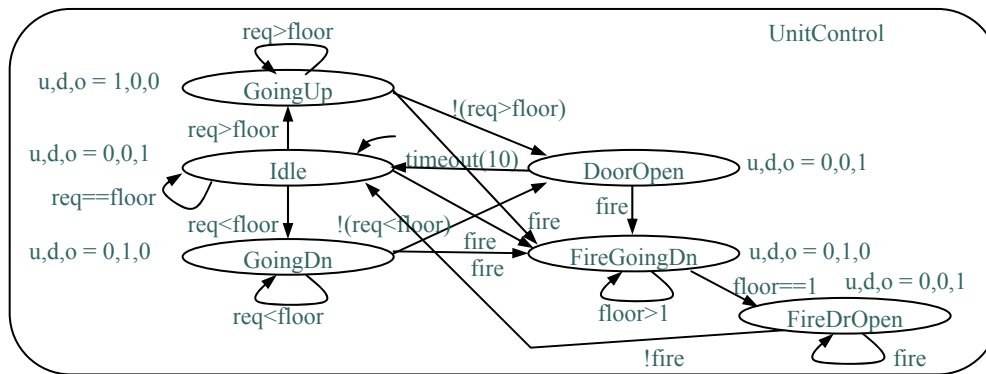 req>floor
UnitControl
u,d,o = 1,0,0
GoingUp
!(req>floor)
req>floor
u,d,o = 0,0,1
Idle
timeout(10)
DoorOpen
u,d,o = 0,0,1
req==floor
req<floor
!(req<floor)
fire
fire
u,d,o = 0,1,0
GoingDn
fire
fire
FireGoingDn
u,d,o = 0,1,0
req<floor
floor>1
floor==1
u,d,o = 0,0,1
FireDrOpen
!fire
fire